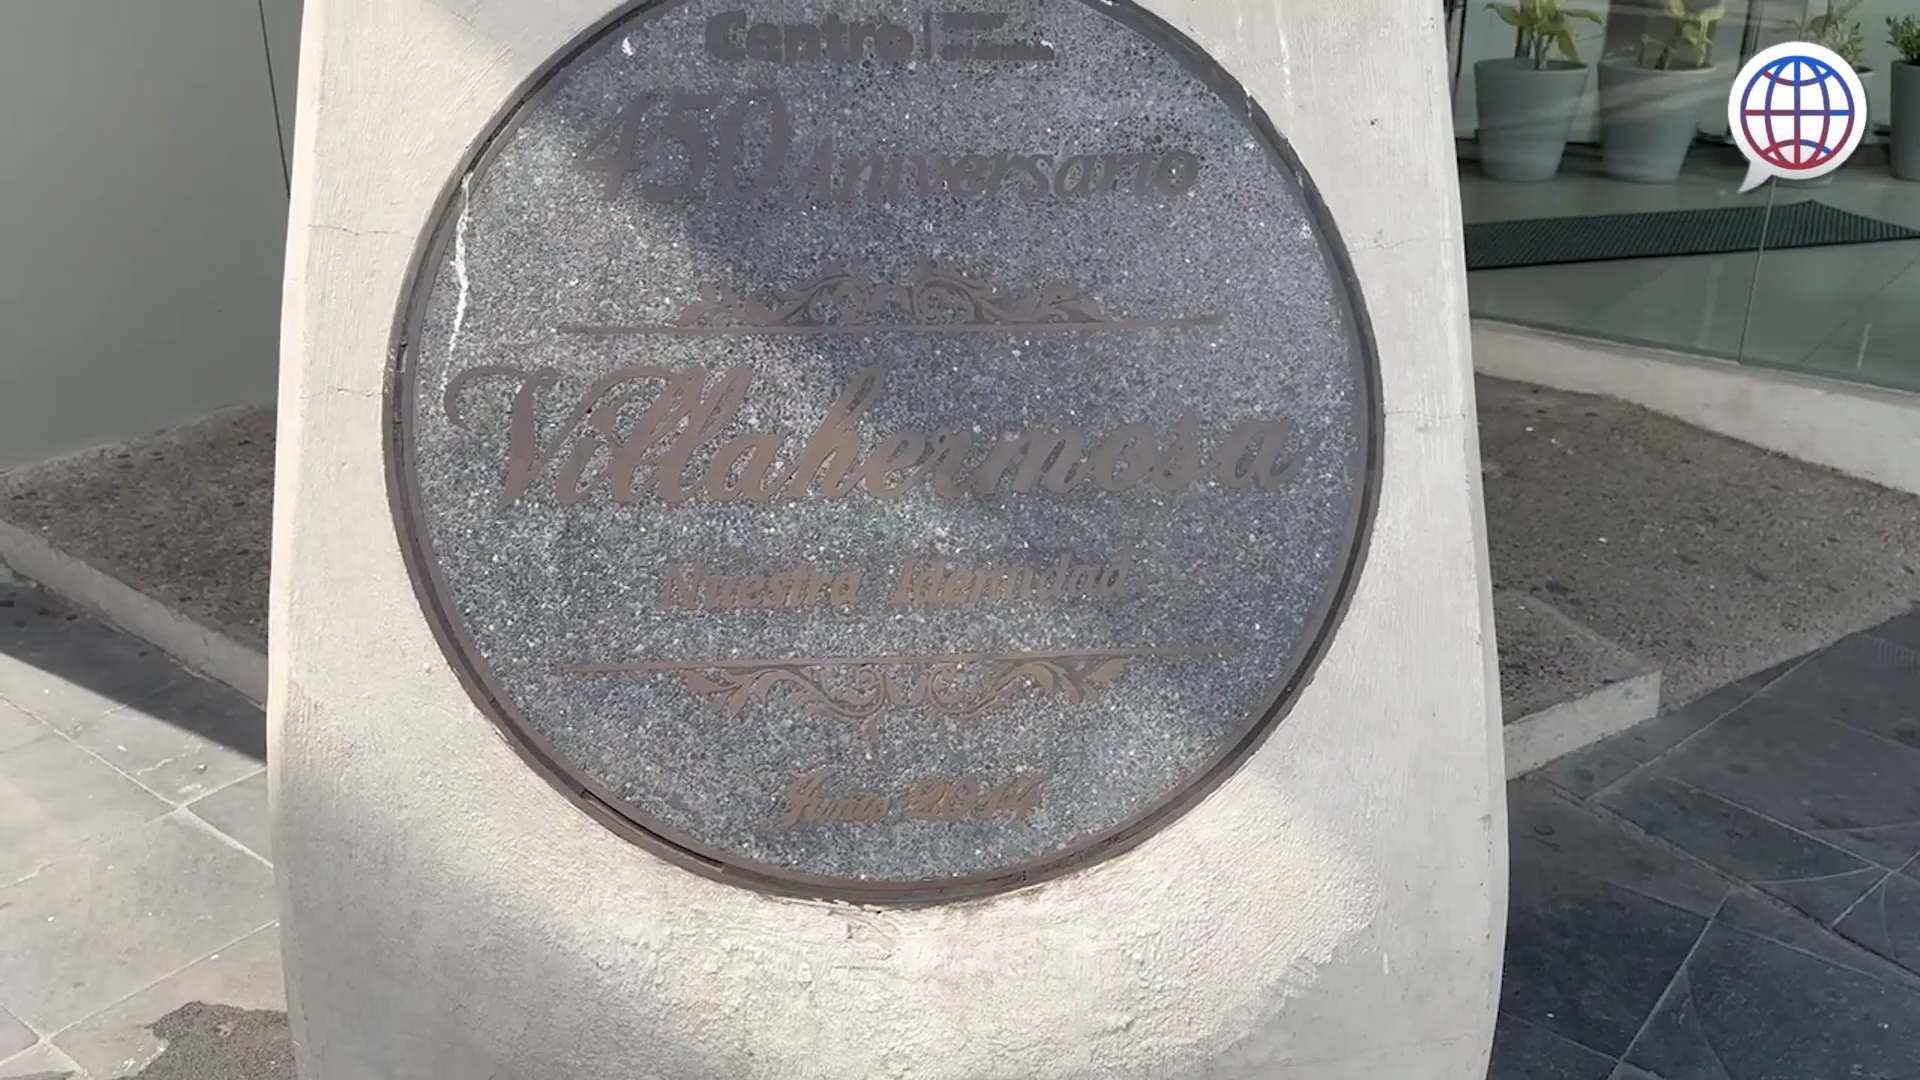 Centro
450 Aniversario
Villahermosa
Nuestra Identidad
Junio 2014